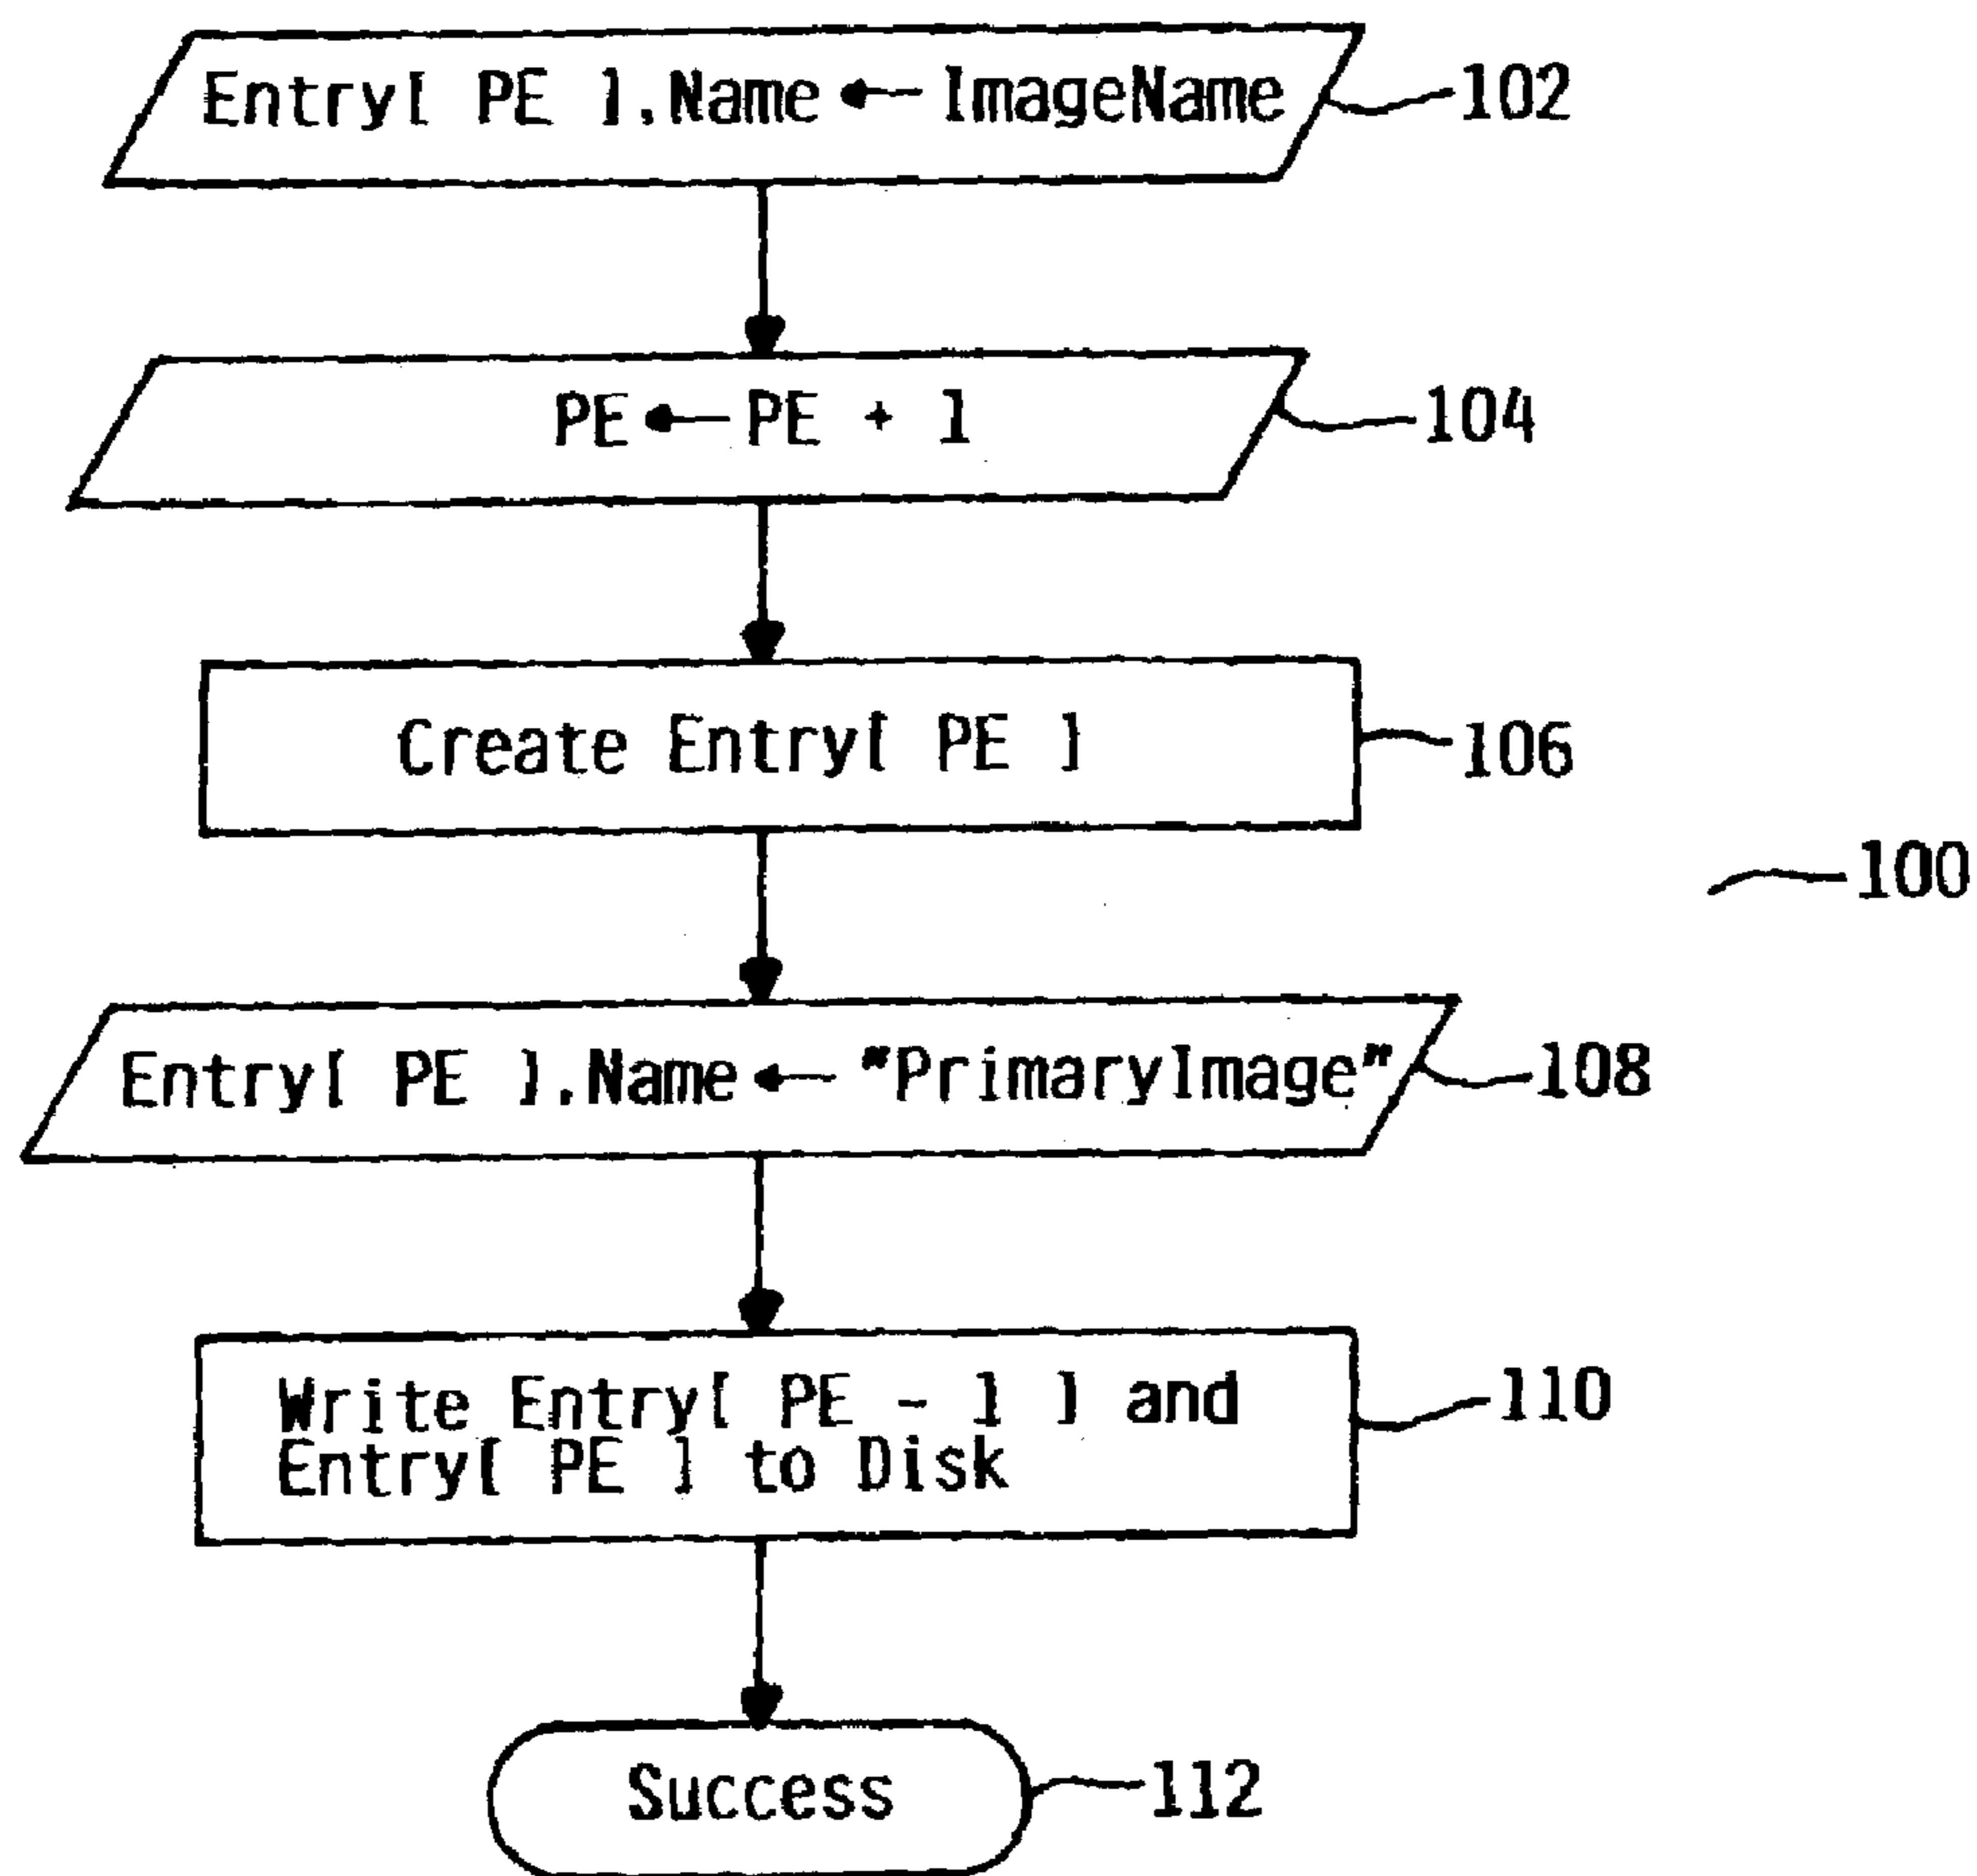 Entry[ PE ].Name ← ImageName
102
PE ← PE + 1
104
Create Entry[ PE ]
106
100
Entry[ PE ].Name ← "PrimaryImage"
108
Write Entry[ PE - 1 ] and
Entry[ PE ] to Disk
110
Success
112